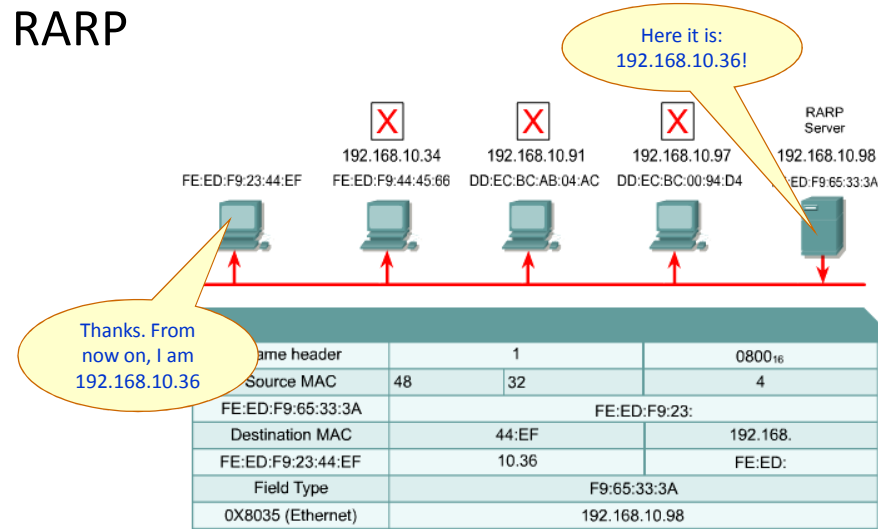 RARP
Here it is:
192.168.10.36!
X
X
X
RARP
Server
192.168.10.34
192.168.10.91
192.168.10.97
192.168.10.98
FE:ED:F9:23:44:EF
FE:ED:F9:44:45:66
DD:EC:BC:AB:04:AC
DD:EC:BC:00:94:D4
:ED:F9:65:33:3A
Thanks. From
now on, I am
192.168.10.36
ame header 1 0800₁₆
Source MAC 48 32 4
FE:ED:F9:65:33:3A FE:ED:F9:23:
Destination MAC 44:EF 192.168.
FE:ED:F9:23:44:EF 10.36 FE:ED:
Field Type F9:65:33:3A
0X8035 (Ethernet) 192.168.10.98